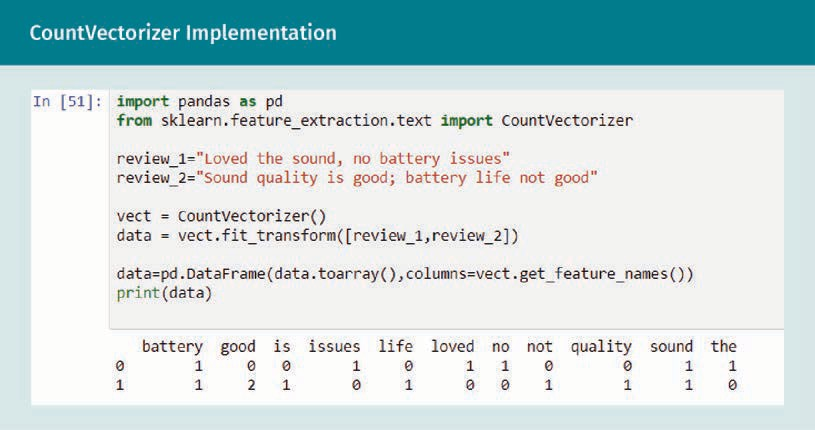 CountVectorizer Implementation
In [51]: import pandas as pd
from sklearn.feature_extraction.text import CountVectorizer
review_1="Loved the sound, no battery issues"
review_2="Sound quality is good; battery life not good"
vect = CountVectorizer()
data = vect.fit_transform([review_1,review_2])
data=pd.DataFrame(data.toarray(),columns=vect.get_feature_names())
print(data)
battery good is issues life loved no not quality sound the
0 1 0 0 1 0 1 1 0 0 1 1
1 1 2 1 0 1 0 0 1 1 1 0